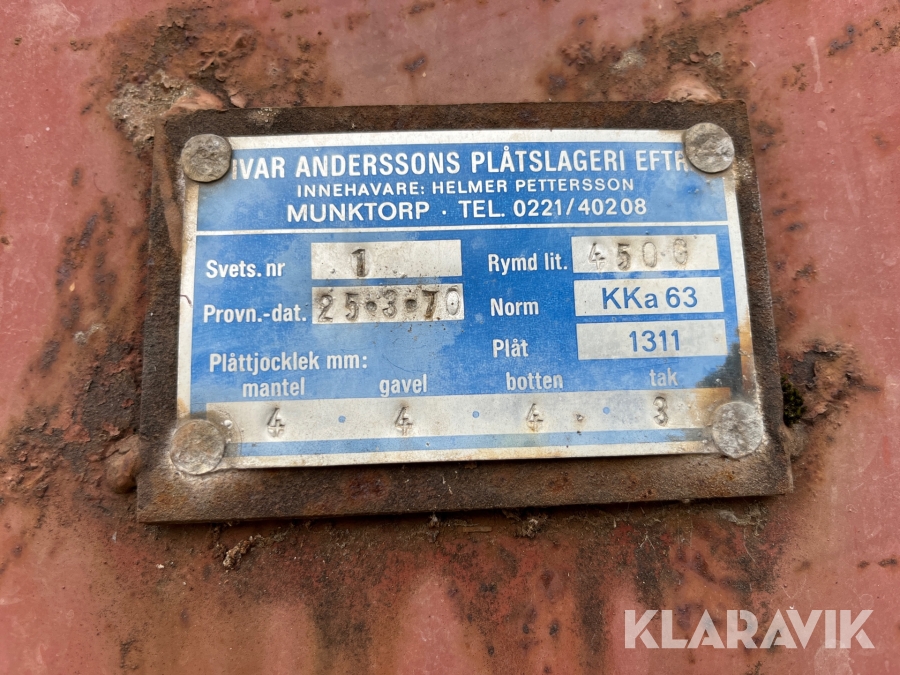 IVAR ANDERSSONS PLÅTSLAGERI EFTR
INNEHAVARE: HELMER PETTERSSON
MUNKTORP · TEL. 0221/40208
Svets. nr 1 Rymd lit. 4506
Provn.-dat. 25·3·70 Norm KKa 63
Plåttjocklek mm: Plåt 1311
mantel gavel botten tak
4 · 4 · 4 · 3
KLARAVIK